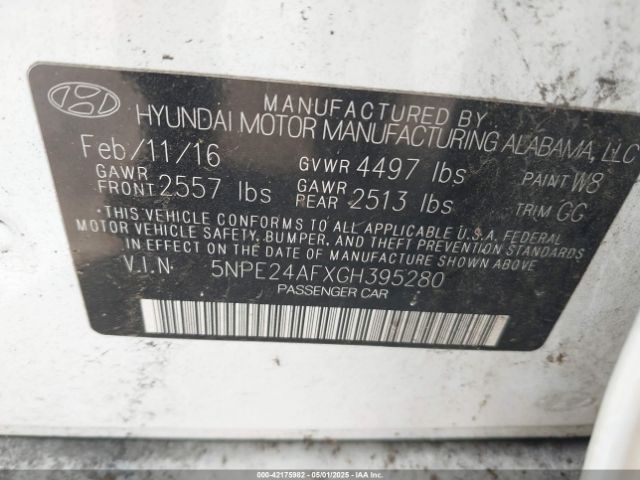 MANUFACTURED BY
HYUNDAI MOTOR MANUFACTURING ALABAMA, LLC
Feb/11/16 GVWR 4497 lbs PAINT W8
GAWR FRONT 2557 lbs GAWR REAR 2513 lbs TRIM GG
*THIS VEHICLE CONFORMS TO ALL APPLICABLE U.S.A. FEDERAL
MOTOR VEHICLE SAFETY, BUMPER, AND THEFT PREVENTION STANDARDS
IN EFFECT ON THE DATE OF MANUFACTURE SHOWN ABOVE.*
V.I.N 5NPE24AFXGH395280
PASSENGER CAR
000-42175982 - 05/01/2025 - COPYRIGHT IAA, LLC